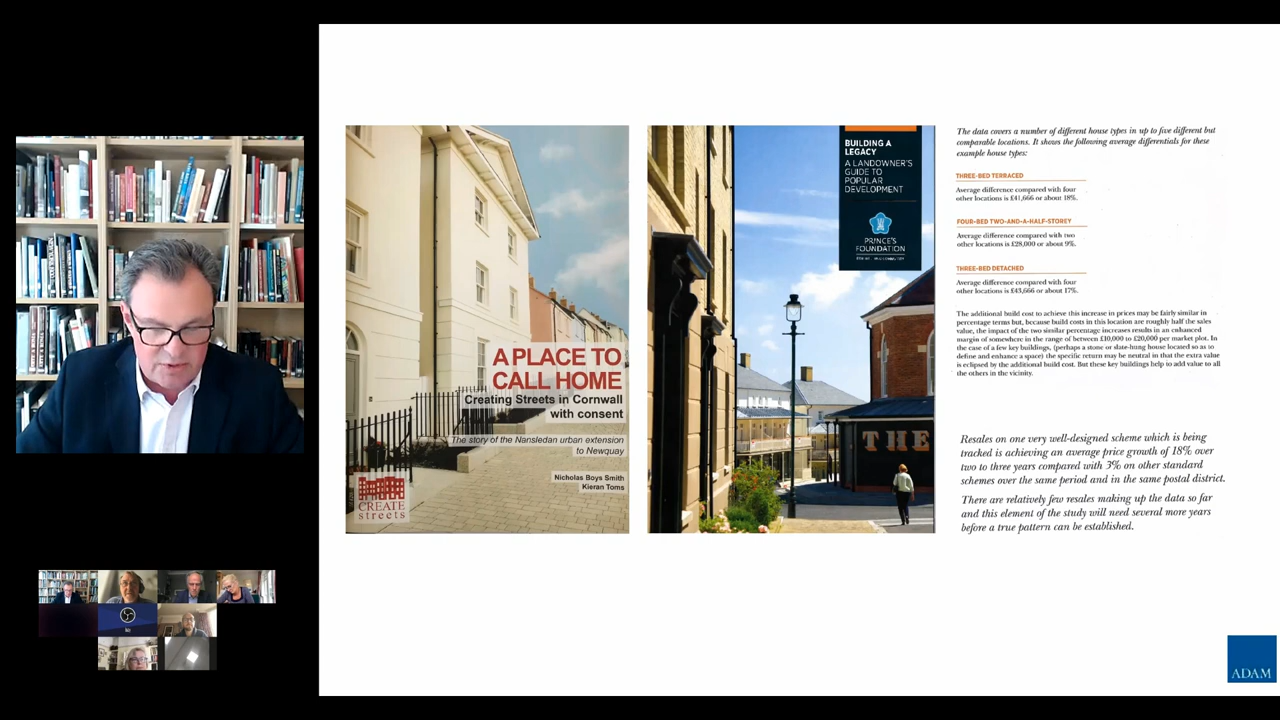 A PLACE TO
CALL HOME
Creating Streets in Cornwall
with consent
The story of the Nansledan urban extension
to Newquay
Nicholas Boys Smith
Kieran Toms
CREATE
streets
BUILDING A
LEGACY
A LANDOWNER'S
GUIDE TO
POPULAR
DEVELOPMENT
PRINCE'S
FOUNDATION
THE
The data covers a number of different house types in up to five different but
comparable locations. It shows the following average differentials for these
example house types:
THREE-BED TERRACED
Average difference compared with four
other locations is £41,666 or about 18%.
FOUR-BED TWO-AND-A-HALF-STOREY
Average difference compared with two
other locations is £28,000 or about 9%.
THREE-BED DETACHED
Average difference compared with four
other locations is £43,666 or about 17%.
The additional build cost to achieve this increase in prices may be fairly similar in
percentage terms but, because build costs in this location are roughly half the sales
value, the impact of the two similar percentage increases results in an enhanced
margin of somewhere in the range of between £10,000 to £20,000 per market plot. In
the case of a few key buildings, (perhaps a stone or slate-hung house located so as to
define and enhance a space) the specific return may be neutral in that the extra value
is eclipsed by the additional build cost. But these key buildings help to add value to all
the others in the vicinity.
Resales on one very well-designed scheme which is being
tracked is achieving an average price growth of 18% over
two to three years compared with 3% on other standard
schemes over the same period and in the same postal district.
There are relatively few resales making up the data so far
and this element of the study will need several more years
before a true pattern can be established.
ADAM